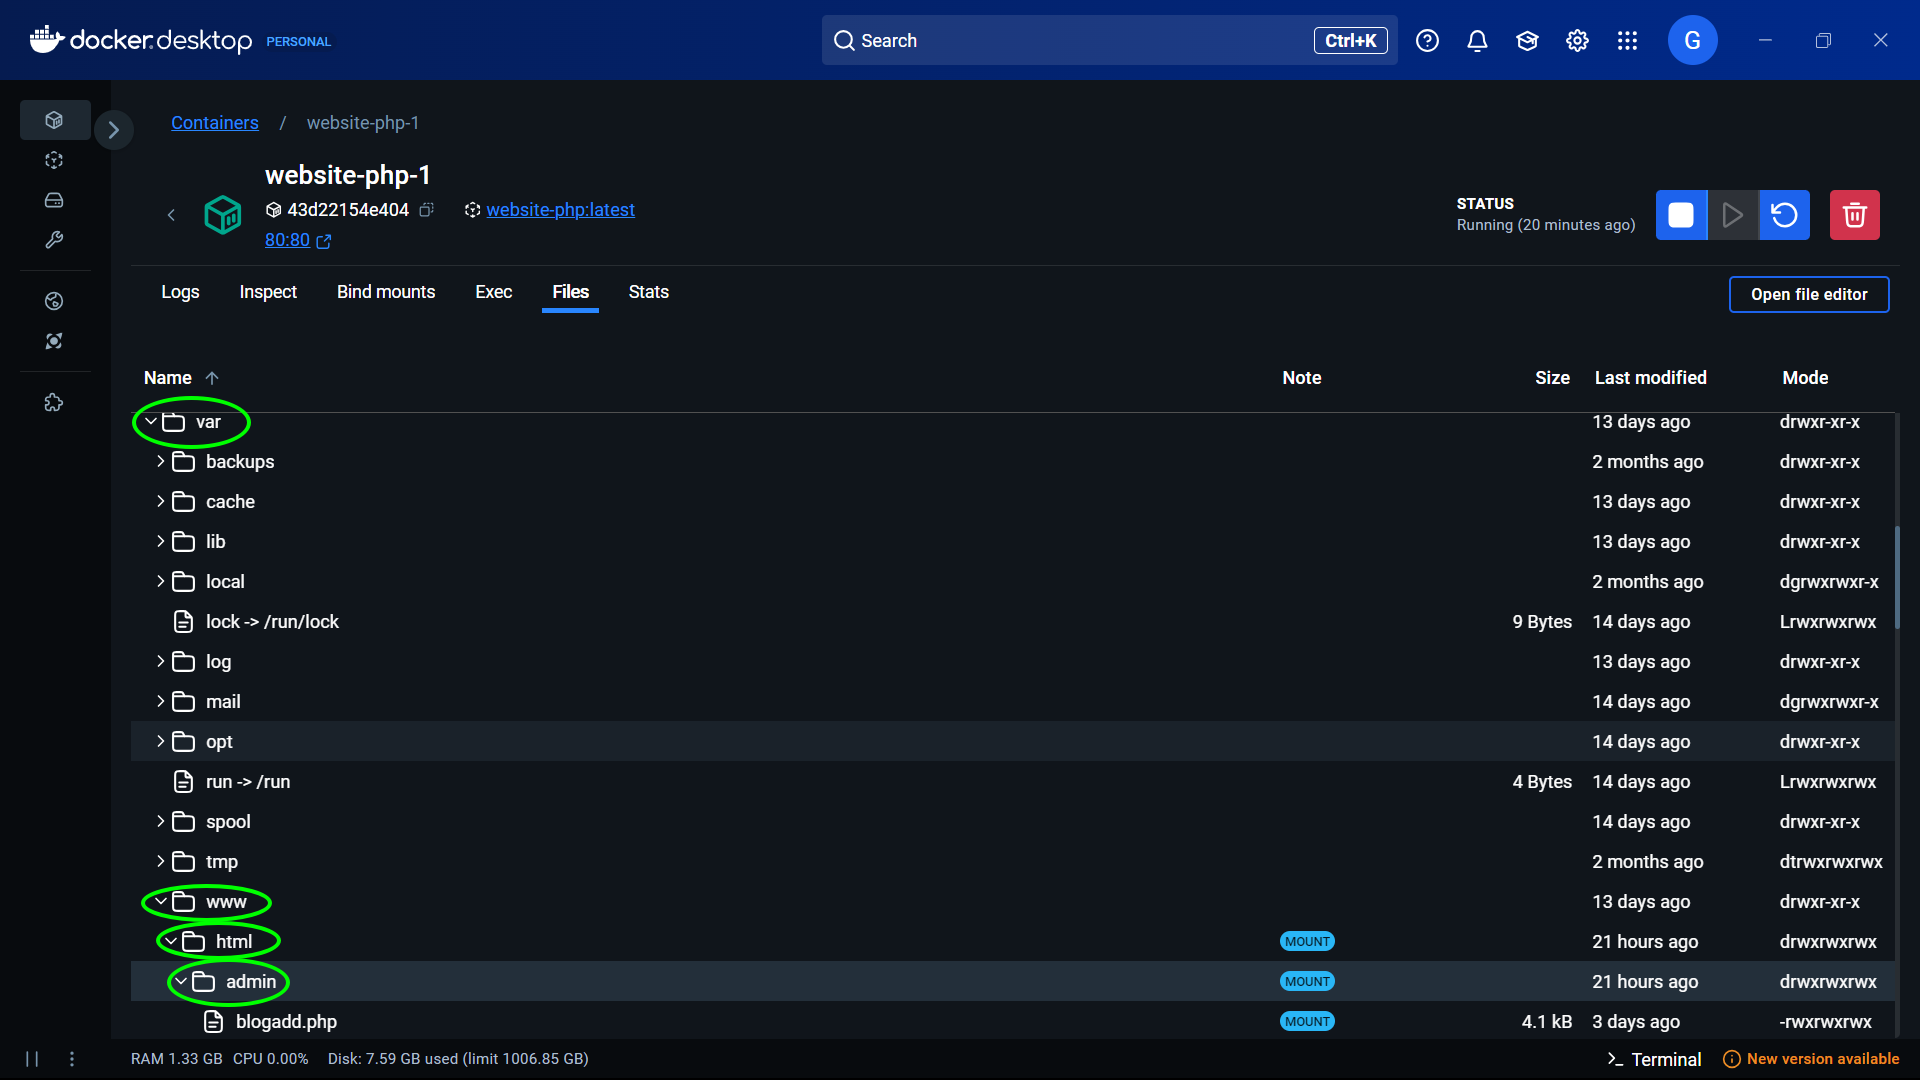 docker.desktop PERSONAL
Search Ctrl+K
G
Containers / website-php-1
website-php-1
43d22154e404 website-php:latest
80:80
STATUS
Running (20 minutes ago)
Logs Inspect Bind mounts Exec Files Stats
Open file editor
Name Note Size Last modified Mode
var 13 days ago drwxr-xr-x
backups 2 months ago drwxr-xr-x
cache 13 days ago drwxr-xr-x
lib 13 days ago drwxr-xr-x
local 2 months ago dgrwxrwxr-x
lock -> /run/lock 9 Bytes 14 days ago Lrwxrwxrwx
log 13 days ago drwxr-xr-x
mail 14 days ago dgrwxrwxr-x
opt 14 days ago drwxr-xr-x
run -> /run 4 Bytes 14 days ago Lrwxrwxrwx
spool 14 days ago drwxr-xr-x
tmp 2 months ago dtrwxrwxrwx
www 13 days ago drwxr-xr-x
html MOUNT 21 hours ago drwxrwxrwx
admin MOUNT 21 hours ago drwxrwxrwx
blogadd.php MOUNT 4.1 kB 3 days ago -rwxrwxrwx
RAM 1.33 GB CPU 0.00% Disk: 7.59 GB used (limit 1006.85 GB)
Terminal New version available